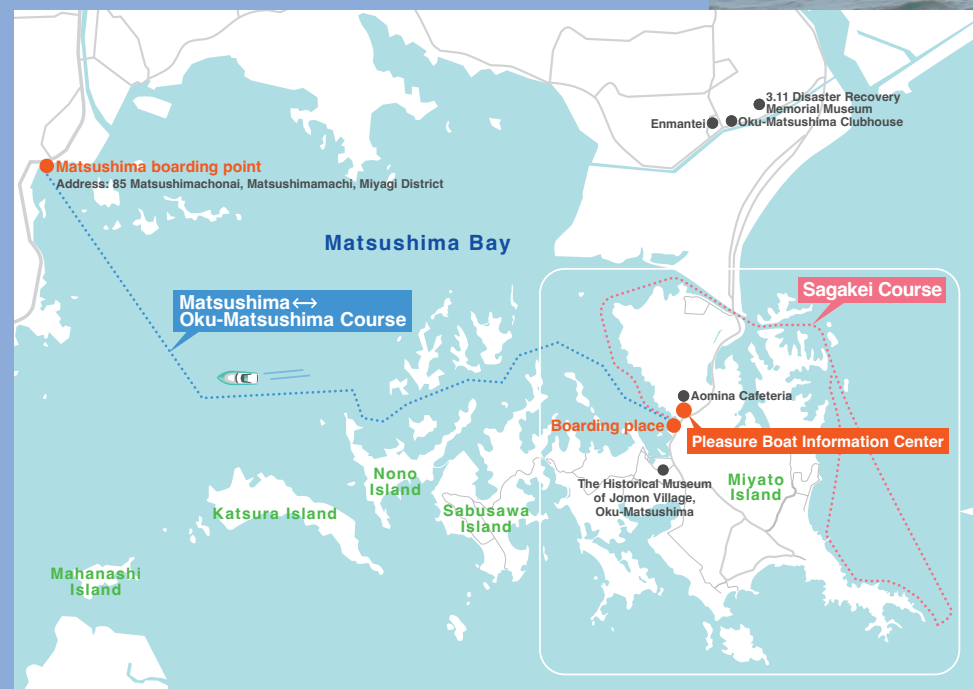 3.11 Disaster Recovery
Memorial Museum
Enmantei
Oku-Matsushima Clubhouse
Matsushima boarding point
Address: 85 Matsushimachonai, Matsushimamachi, Miyagi District
Matsushima Bay
Sagakei Course
Matsushima↔
Oku-Matsushima Course
Aomina Cafeteria
Boarding place
Pleasure Boat Information Center
Nono
Island
The Historical Museum
of Jomon Village,
Oku-Matsushima
Miyato
Island
Katsura Island
Sabusawa
Island
Mahanashi
Island